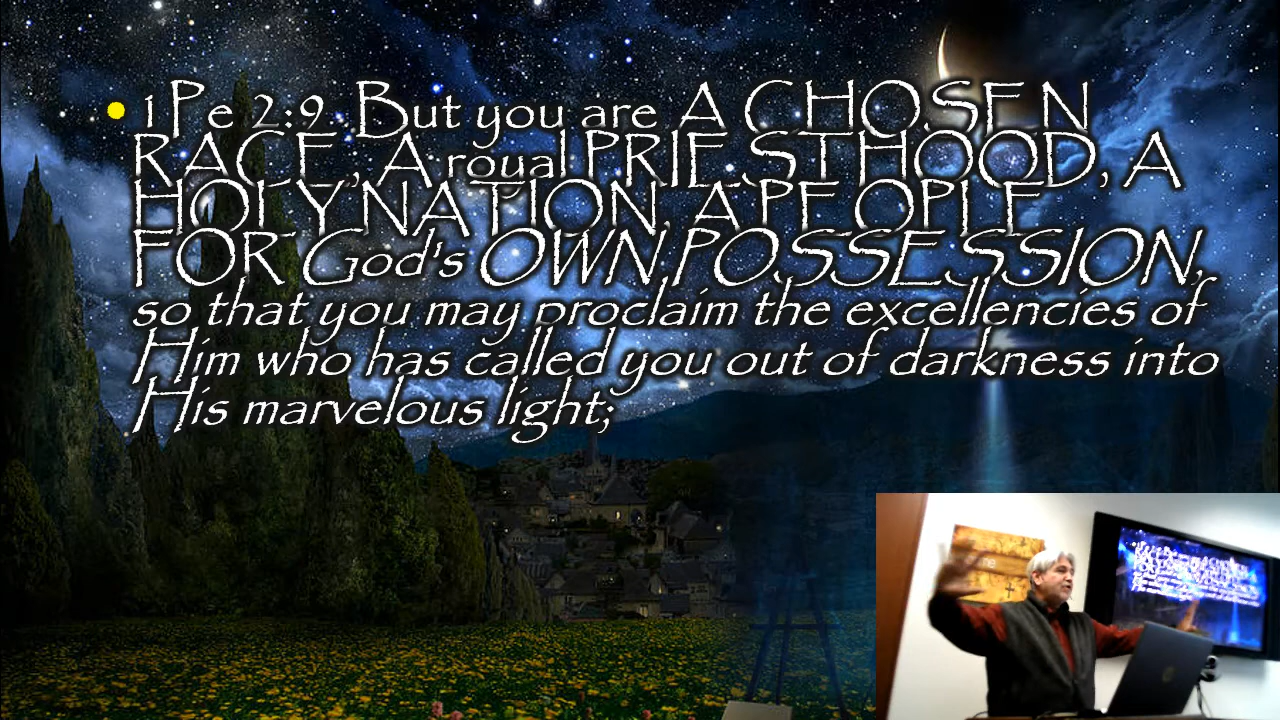 1Pe 2:9. But you are A CHOSEN
RACE, A royal PRIESTHOOD, A
HOLY NATION, A PEOPLE
FOR God's OWN POSSESSION,
so that you may proclaim the excellencies of
Him who has called you out of darkness into
His marvelous light;